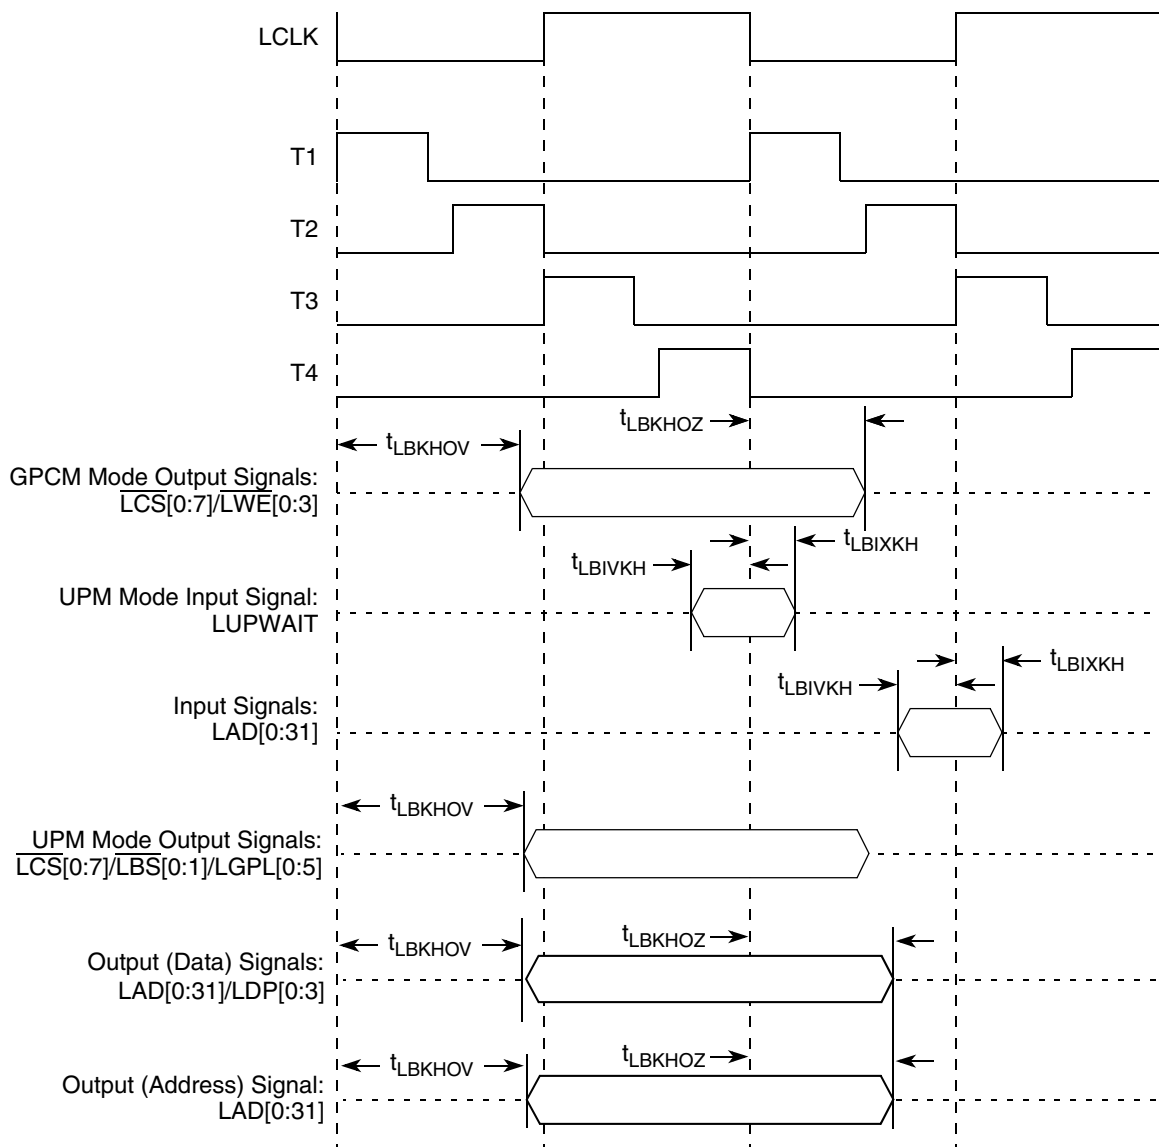 LCLK
T1
T2
T3
T4
tLBKHOZ
tLBKHOV
GPCM Mode Output Signals:
LCS[0:7]/LWE[0:3]
tLBIXKH
tLBIVKH
UPM Mode Input Signal:
LUPWAIT
tLBIXKH
tLBIVKH
Input Signals:
LAD[0:31]
tLBKHOV
UPM Mode Output Signals:
LCS[0:7]/LBS[0:1]/LGPL[0:5]
tLBKHOV
tLBKHOZ
Output (Data) Signals:
LAD[0:31]/LDP[0:3]
tLBKHOV
tLBKHOZ
Output (Address) Signal:
LAD[0:31]